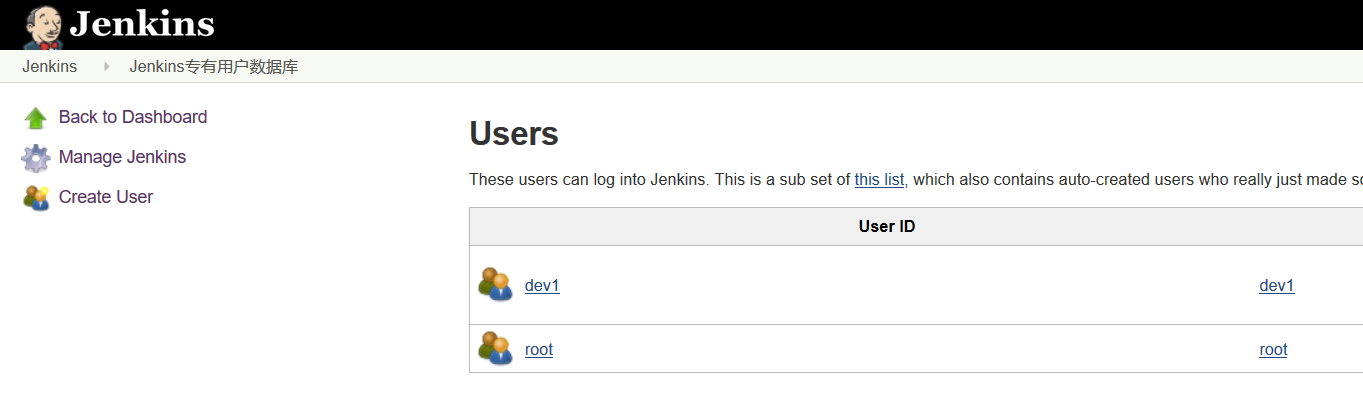 Jenkins
Jenkins Jenkins专有用户数据库
Back to Dashboard
Manage Jenkins
Create User
Users
These users can log into Jenkins. This is a sub set of this list, which also contains auto-created users who really just made
User ID
dev1 dev1
root root